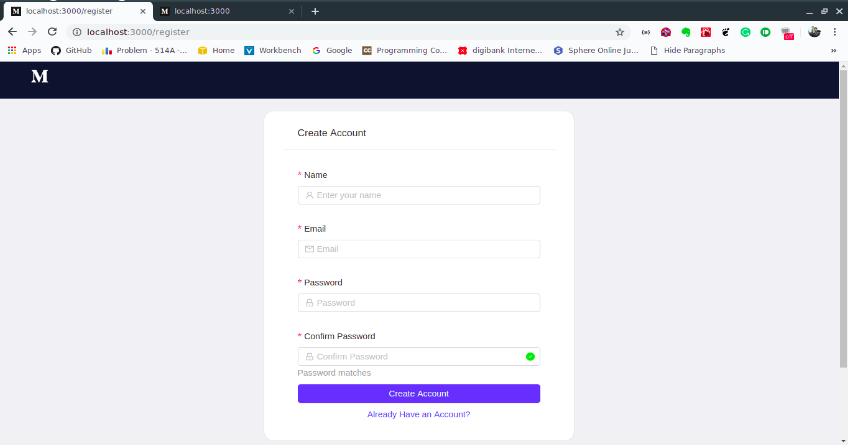 M localhost:3000/register
M localhost:3000
localhost:3000/register
Apps GitHub Problem - 514A -... Home Workbench Google CC Programming Co... digibank Interne... S Sphere Online Ju... Hide Paragraphs »
M
Create Account
* Name
Enter your name
* Email
Email
* Password
Password
* Confirm Password
Confirm Password
Password matches
Create Account
Already Have an Account?